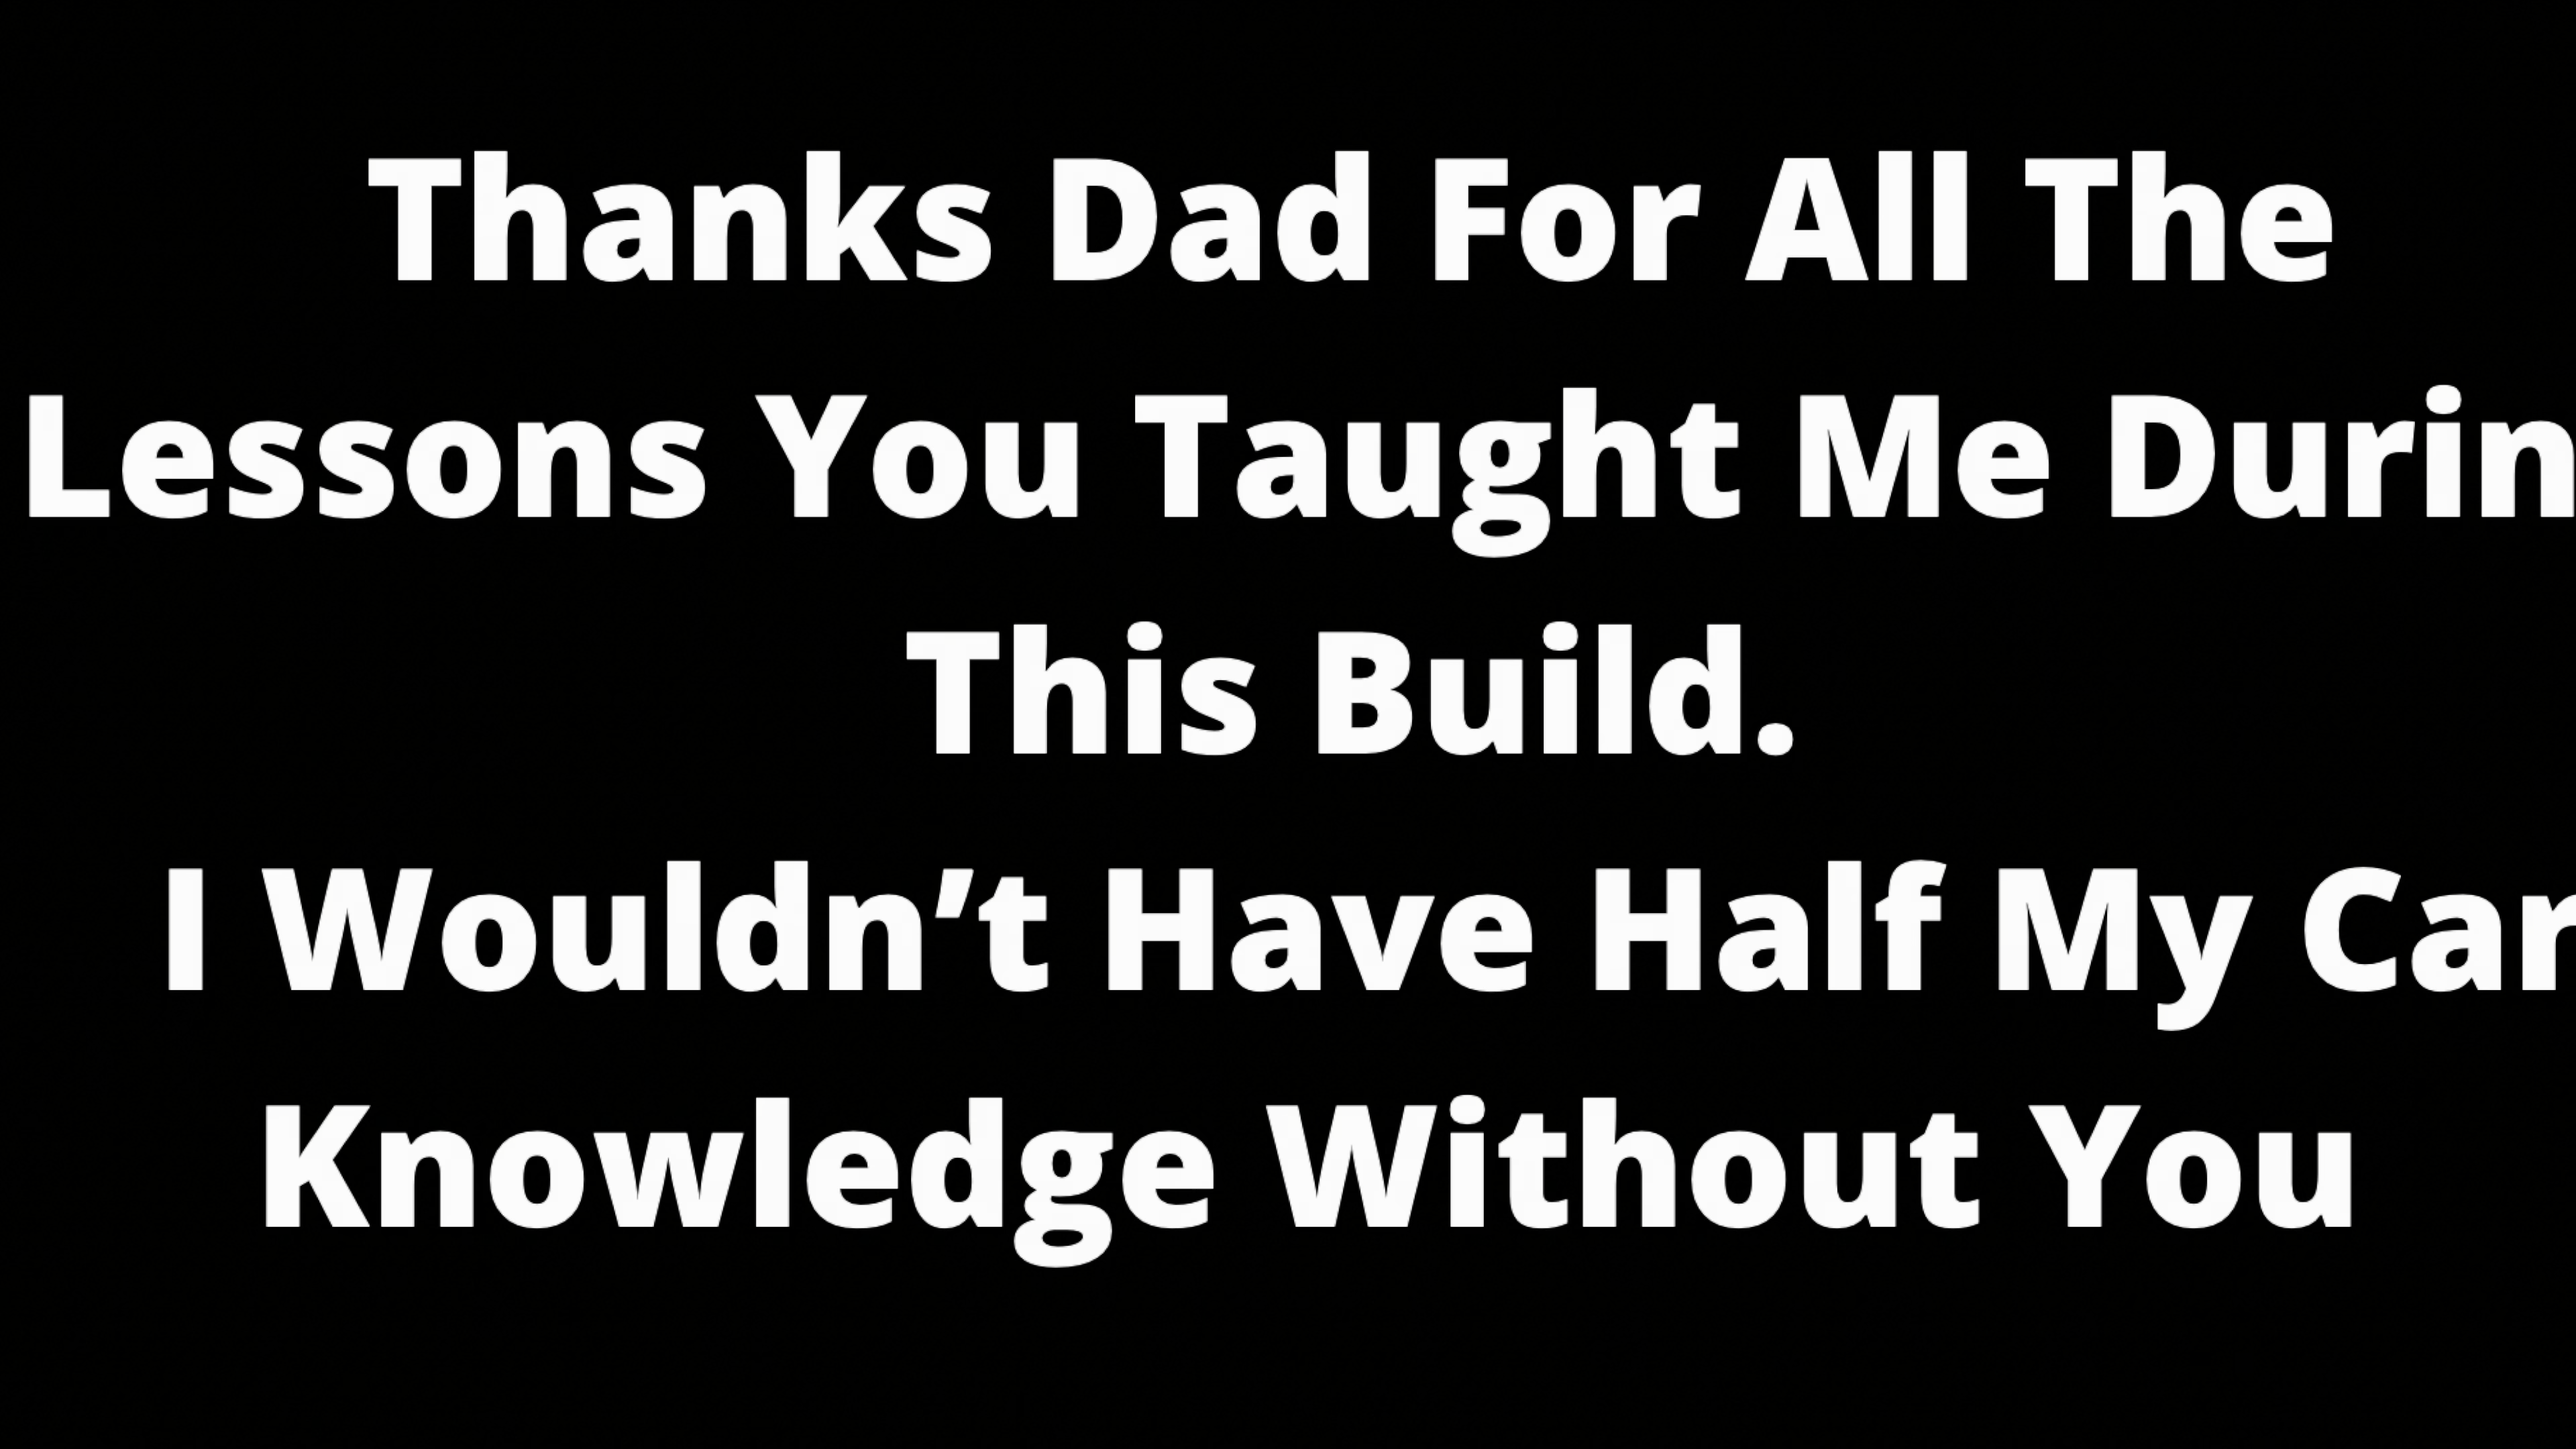 Thanks Dad For All The
Lessons You Taught Me Durin
This Build.
I Wouldn’t Have Half My Car
Knowledge Without You